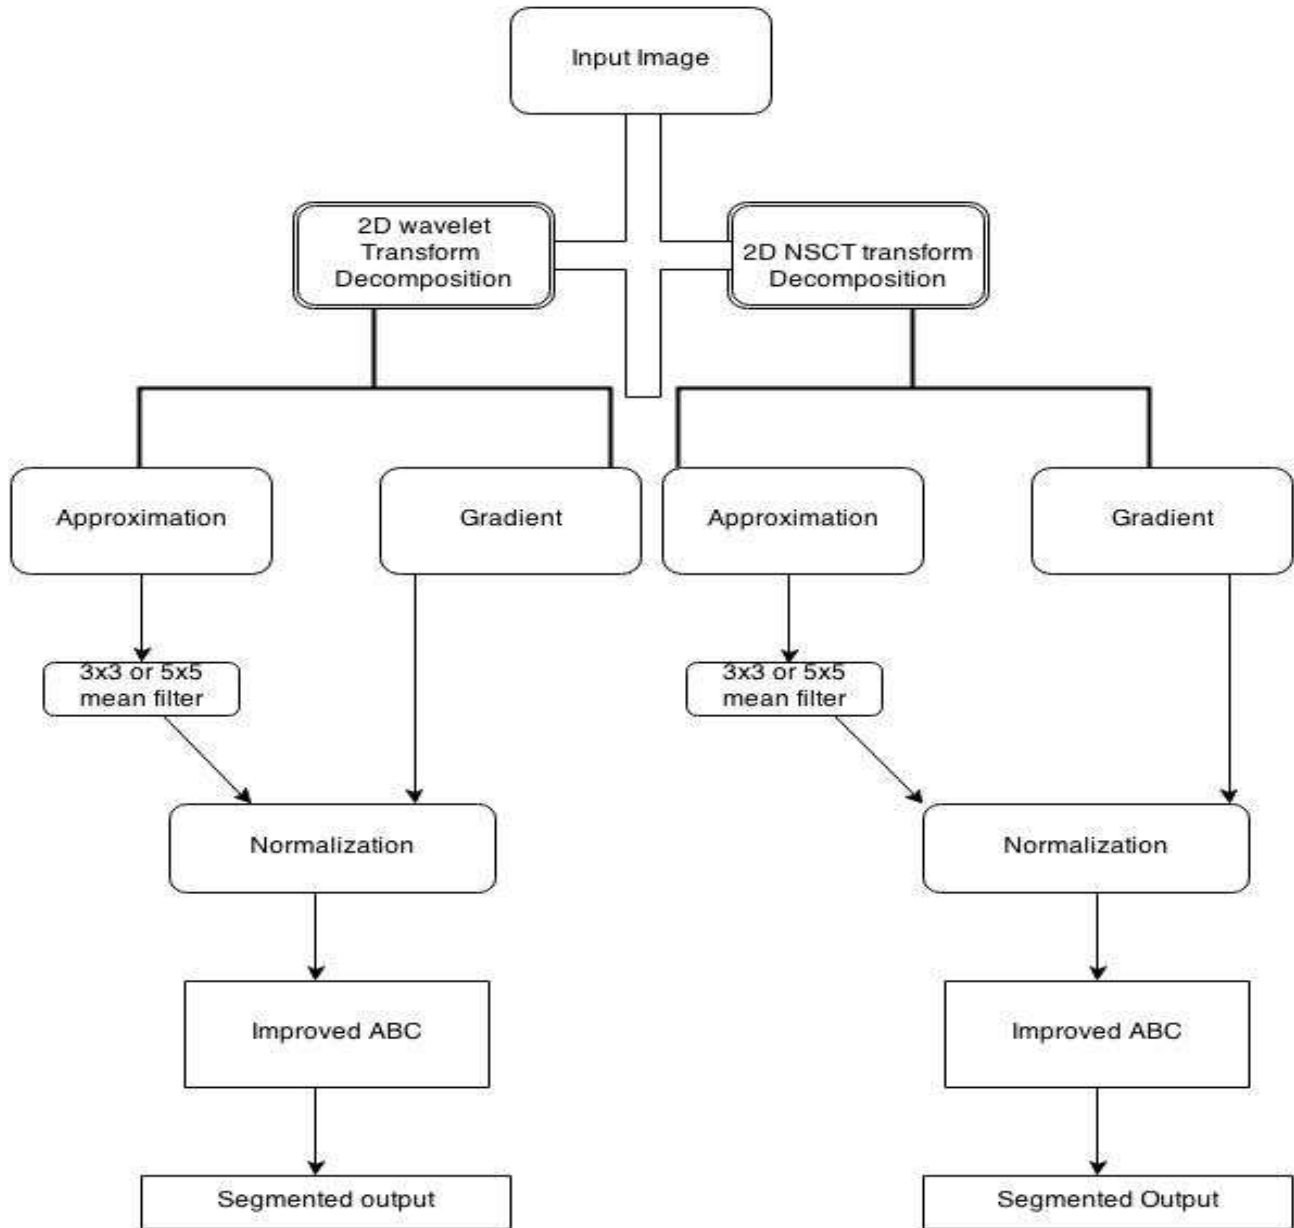 Input Image
2D wavelet
Transform
Decomposition
2D NSCT transform
Decomposition
Approximation
Gradient
Approximation
Gradient
3x3 or 5x5
mean filter
3x3 or 5x5
mean filter
Normalization
Normalization
Improved ABC
Improved ABC
Segmented output
Segmented Output